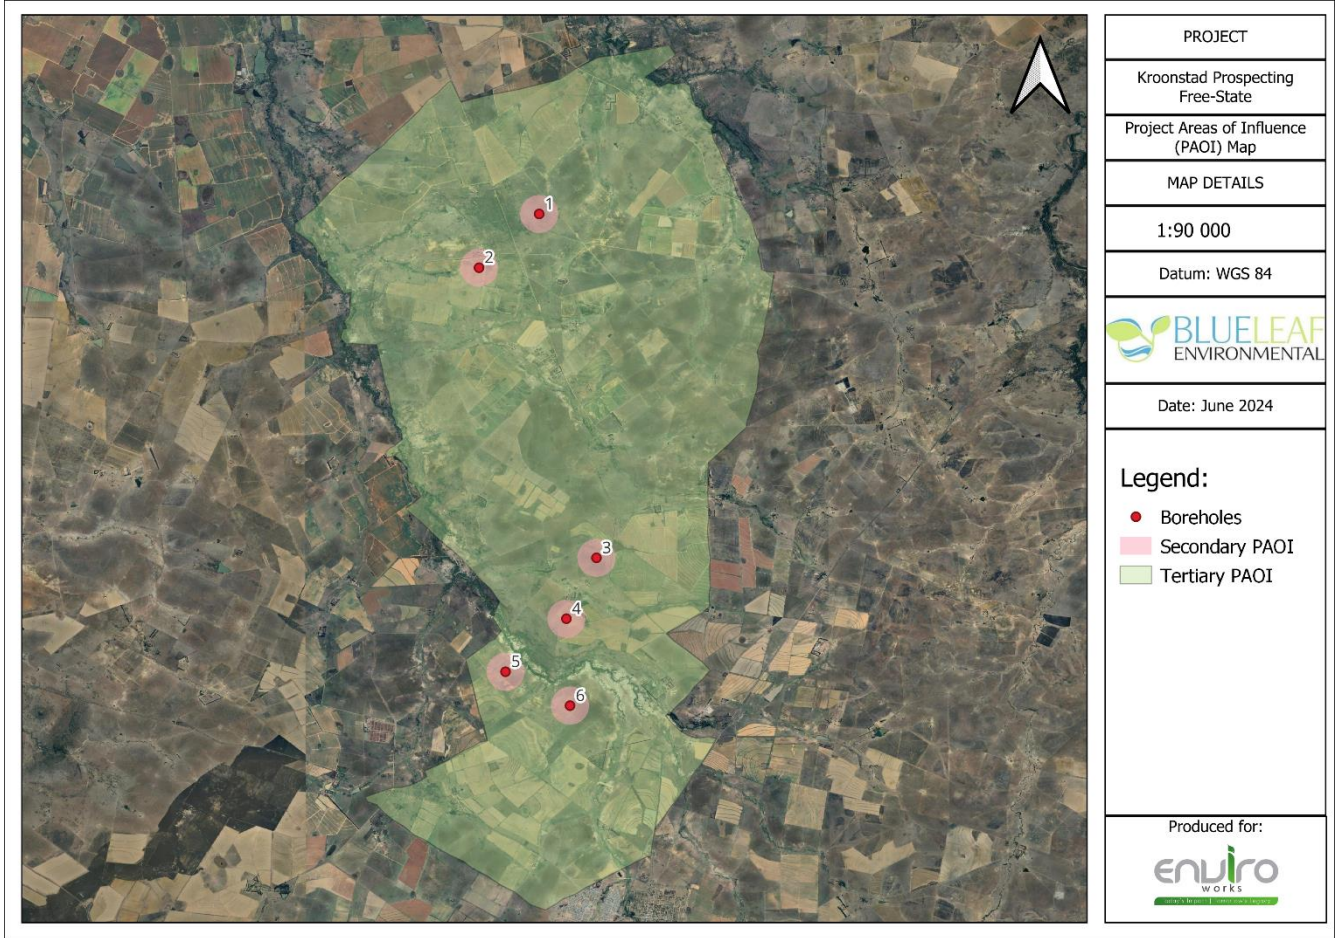 PROJECT
Kroonstad Prospecting
Free-State
Project Areas of Influence
(PAOI) Map
MAP DETAILS
1:90 000
Datum: WGS 84
BLUELEAF
ENVIRONMENTAL
Date: June 2024
Legend:
Boreholes
Secondary PAOI
Tertiary PAOI
Produced for:
enviro
works
1
2
3
4
5
6